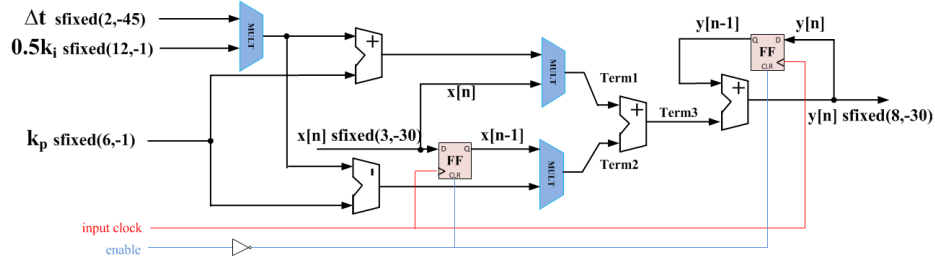 Δt sfixed(2,-45)
0.5ki sfixed(12,-1)
MULT
+
kp sfixed(6,-1)
x[n] sfixed(3,-30)
-
D Q
FF
CLR
x[n-1]
x[n]
MULT
MULT
Term1
Term2
+
Term3
y[n-1]
Q D
FF
CLR
y[n]
+
y[n] sfixed(8,-30)
input clock
enable